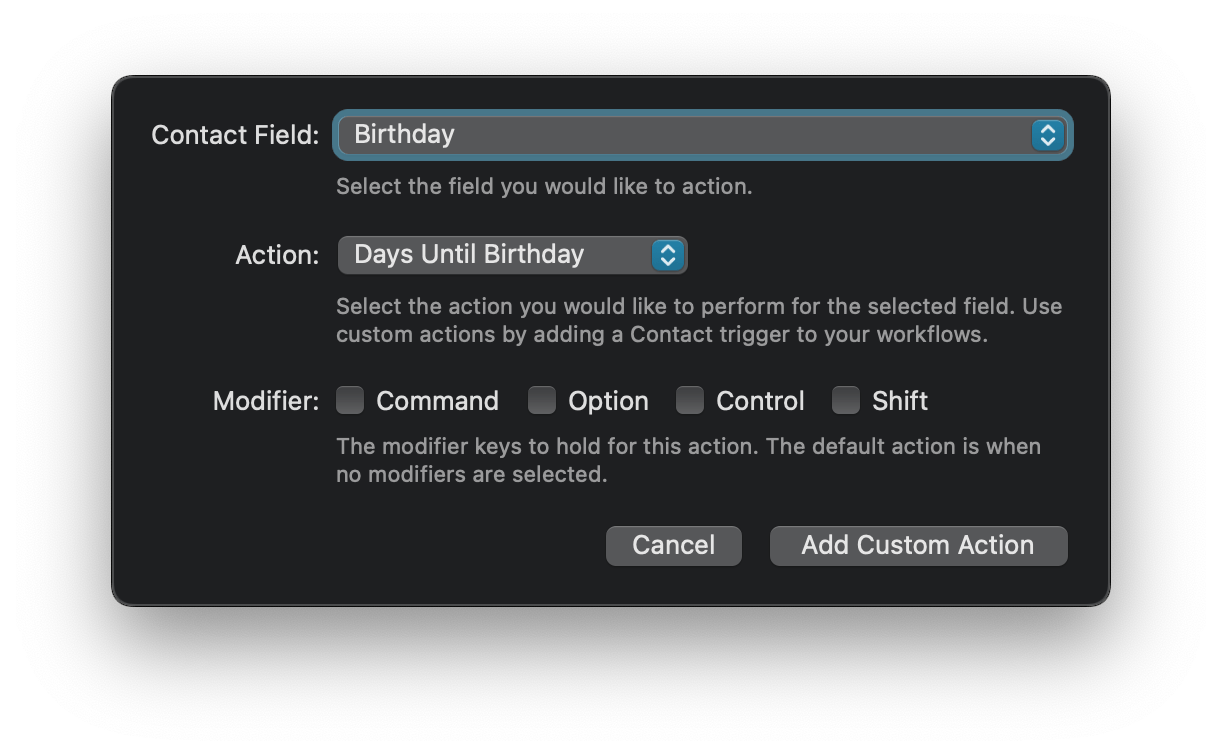 Contact Field: Birthday
Select the field you would like to action.
Action: Days Until Birthday
Select the action you would like to perform for the selected field. Use
custom actions by adding a Contact trigger to your workflows.
Modifier: Command Option Control Shift
The modifier keys to hold for this action. The default action is when
no modifiers are selected.
Cancel Add Custom Action